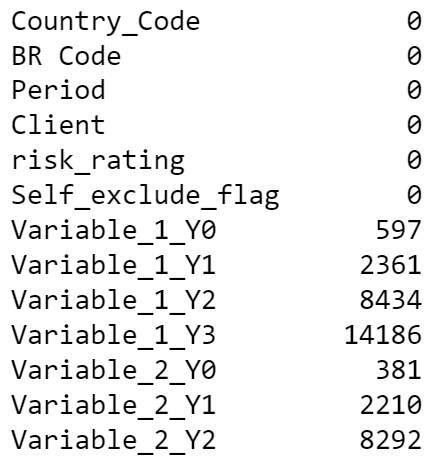 Country_Code 0
BR Code 0
Period 0
Client 0
risk_rating 0
Self_exclude_flag 0
Variable_1_Y0 597
Variable_1_Y1 2361
Variable_1_Y2 8434
Variable_1_Y3 14186
Variable_2_Y0 381
Variable_2_Y1 2210
Variable_2_Y2 8292